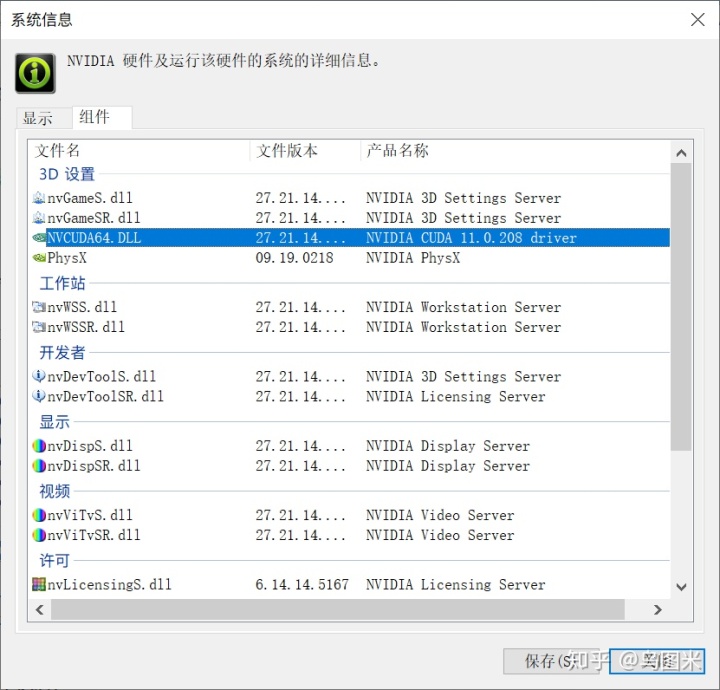 系统信息
NVIDIA 硬件及运行该硬件的系统的详细信息。
显示 组件
文件名 文件版本 产品名称
3D 设置
nvGameS.dll 27.21.14.... NVIDIA 3D Settings Server
nvGameSR.dll 27.21.14.... NVIDIA 3D Settings Server
NVCUDA64.DLL 27.21.14.... NVIDIA CUDA 11.0.208 driver
PhysX 09.19.0218 NVIDIA PhysX
工作站
nvWSS.dll 27.21.14.... NVIDIA Workstation Server
nvWSSR.dll 27.21.14.... NVIDIA Workstation Server
开发者
nvDevToolS.dll 27.21.14.... NVIDIA 3D Settings Server
nvDevToolSR.dll 27.21.14.... NVIDIA Licensing Server
显示
nvDispS.dll 27.21.14.... NVIDIA Display Server
nvDispSR.dll 27.21.14.... NVIDIA Display Server
视频
nvViTvS.dll 27.21.14.... NVIDIA Video Server
nvViTvSR.dll 27.21.14.... NVIDIA Video Server
许可
nvLicensingS.dll 6.14.14.5167 NVIDIA Licensing Server
保存(S)
知乎